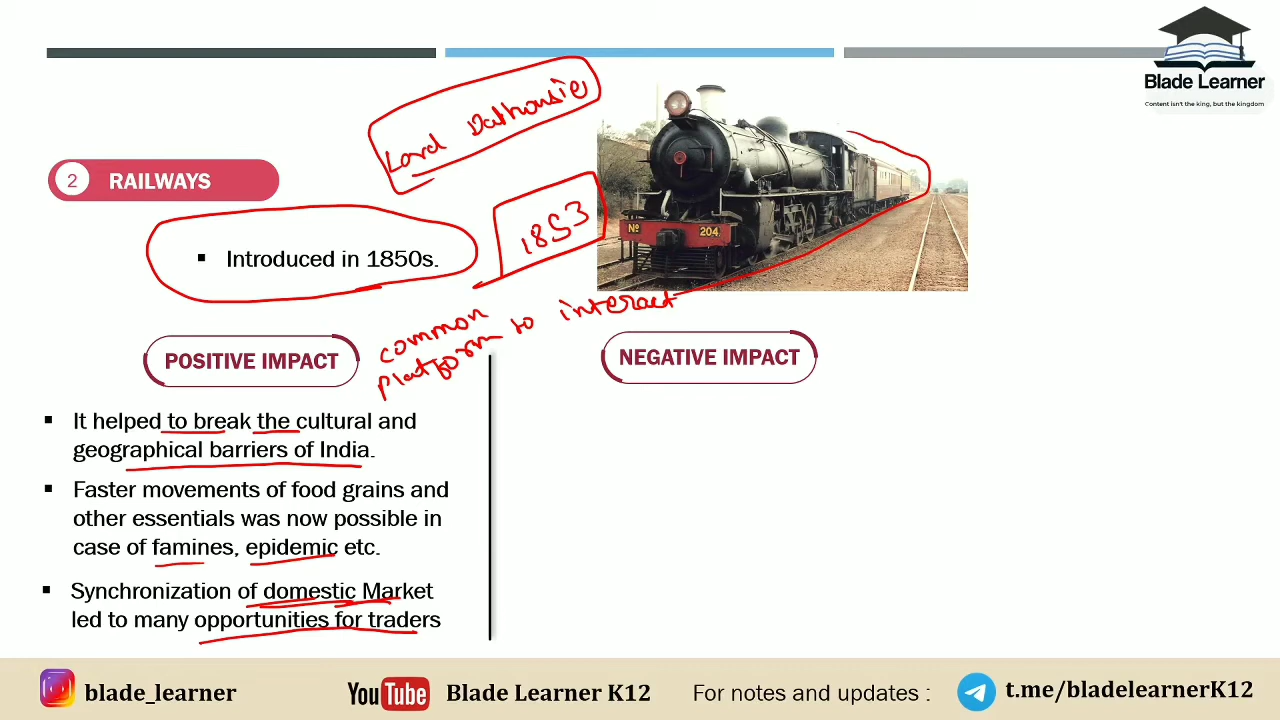 Blade Learner
Content isn't the king, but the kingdom
Lord Dalhousie
2 RAILWAYS
1853
▪ Introduced in 1850s.
No 204.
common
platform to interact
POSITIVE IMPACT
NEGATIVE IMPACT
▪ It helped to break the cultural and
geographical barriers of India.
▪ Faster movements of food grains and
other essentials was now possible in
case of famines, epidemic etc.
▪ Synchronization of domestic Market
led to many opportunities for traders
blade_learner
YouTube Blade Learner K12
For notes and updates :
t.me/bladelearnerK12